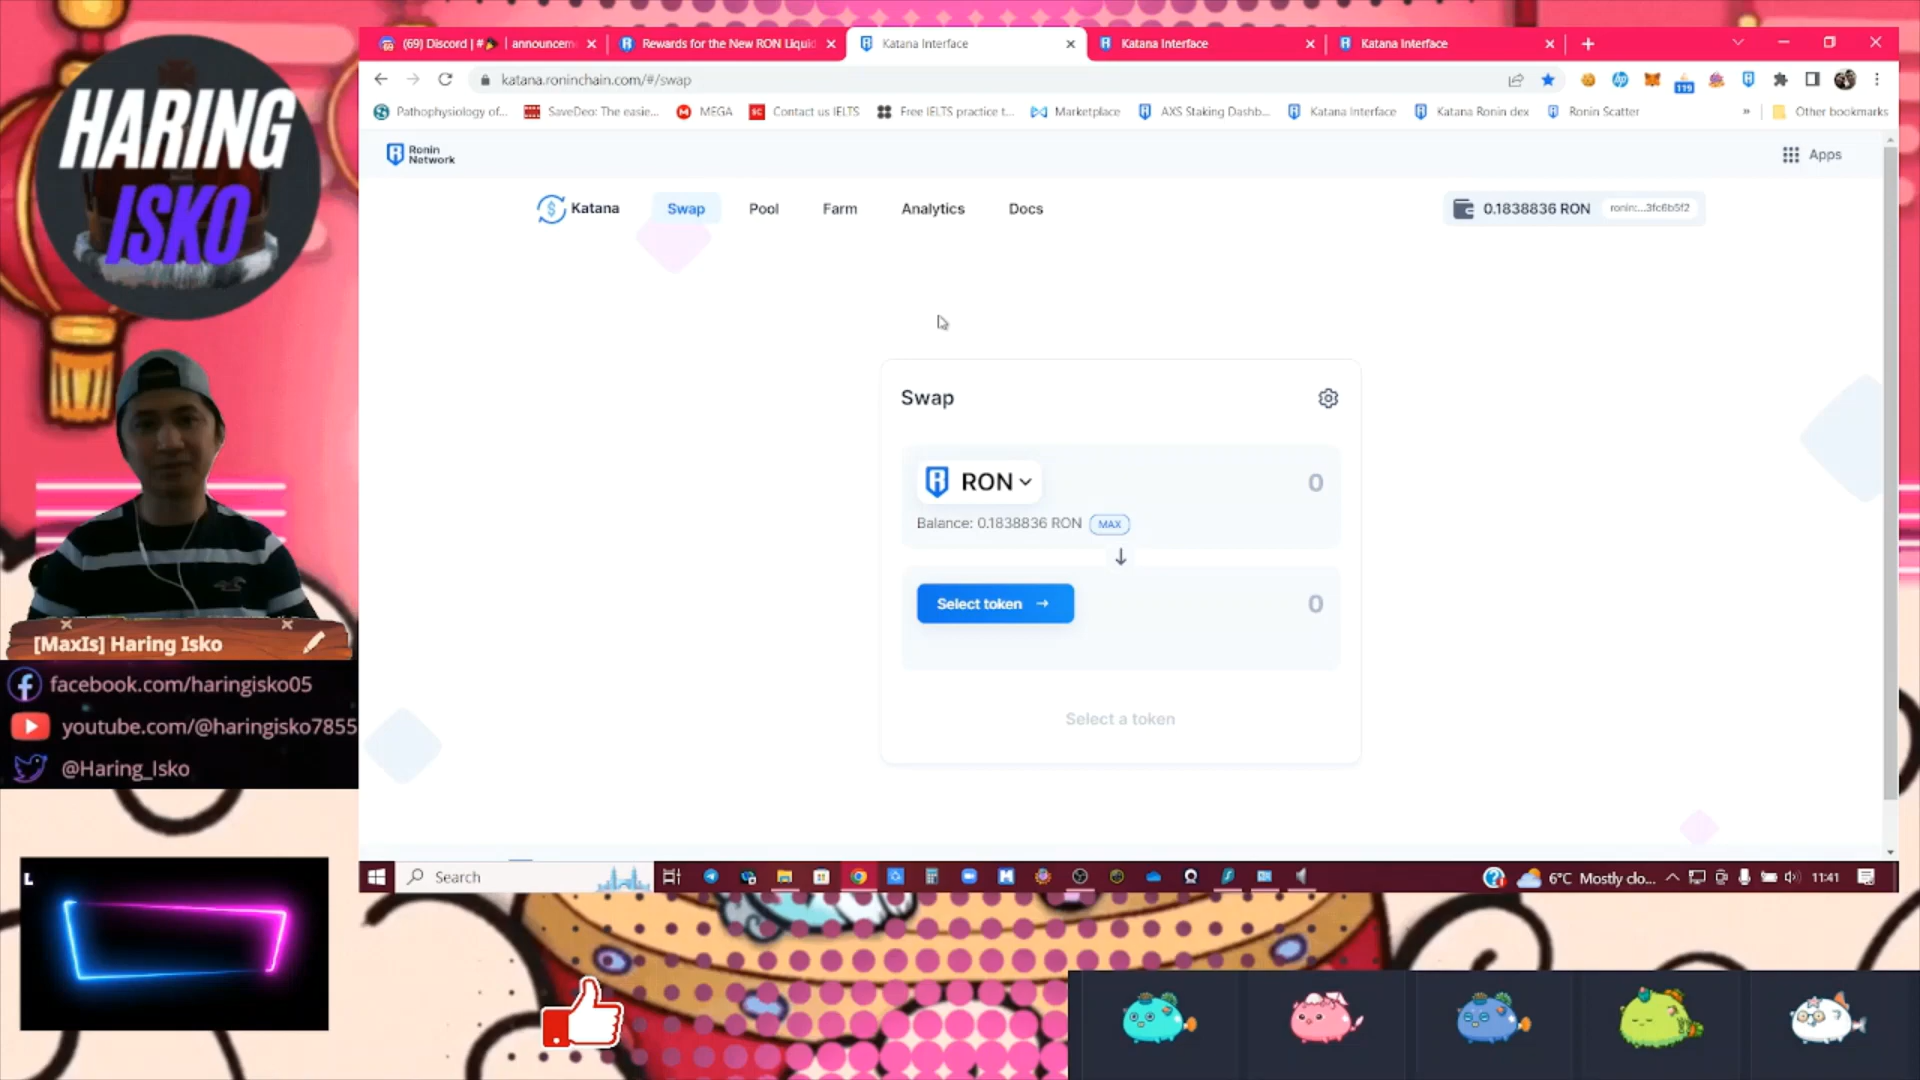 HARING
ISKO
(69) Discord | # | announcem
Rewards for the New RON Liquid
Katana Interface
Katana Interface
Katana Interface
katana.roninchain.com/#/swap
119
Pathophysiology of...
SaveDeo: The easie...
MEGA
Contact us IELTS
Free IELTS practice t...
Marketplace
AXS Staking Dashb...
Katana Interface
Katana Ronin dex
Ronin Scatter
»
Other bookmarks
Ronin
Network
Apps
Katana
Swap
Pool
Farm
Analytics
Docs
0.1838836 RON
ronin:...3fc6b5f2
Swap
RON
0
Balance: 0.1838836 RON
MAX
Select token →
0
Select a token
[MaxIs] Haring Isko
facebook.com/haringisko05
youtube.com/@haringisko7855
@Haring_Isko
L
Search
6°C Mostly clo...
11:41